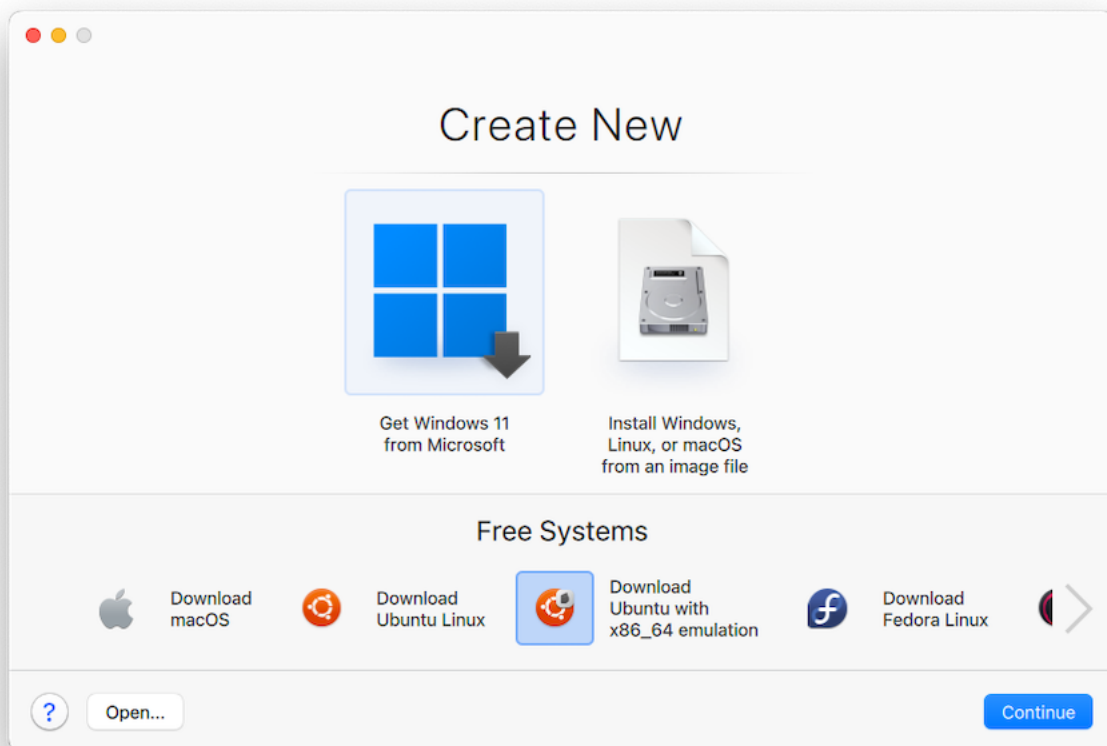 Create New
Get Windows 11
from Microsoft
Install Windows,
Linux, or macOS
from an image file
Free Systems
Download
macOS
Download
Ubuntu Linux
Download
Ubuntu with
x86_64 emulation
Download
Fedora Linux
?
Open...
Continue